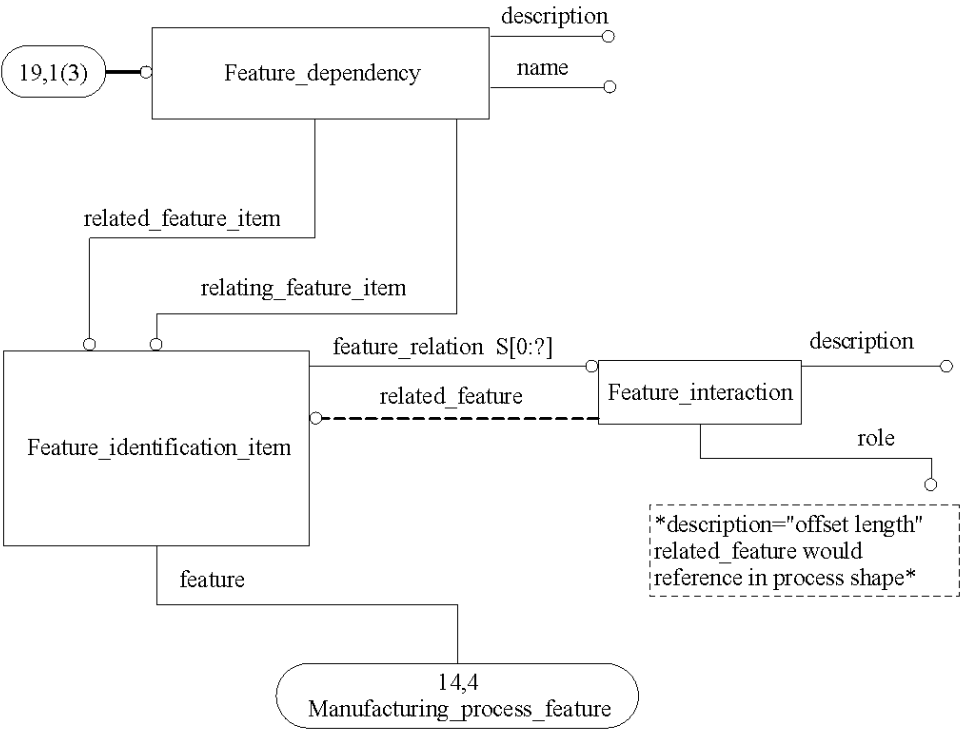 description
19,1(3)
Feature_dependency
name
related_feature_item
relating_feature_item
feature_relation S[0:?]
description
related_feature
Feature_interaction
Feature_identification_item
role
*description="offset length"
related_feature would
reference in process shape*
feature
14,4
Manufacturing_process_feature